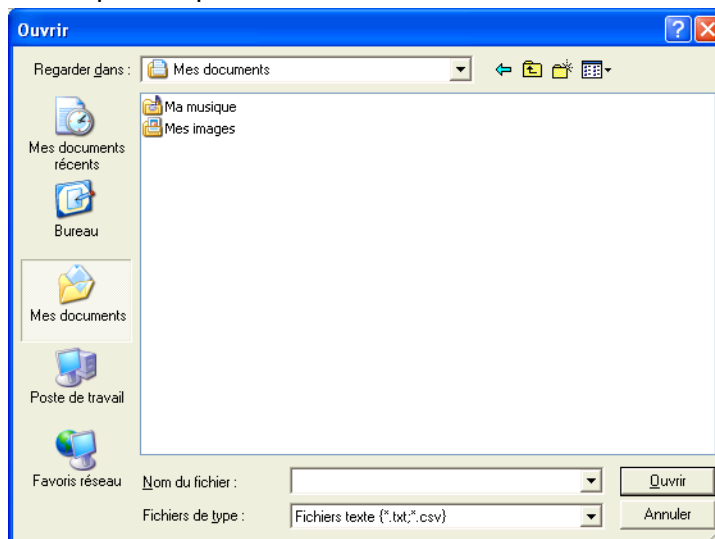 Ouvrir
Regarder dans :
Mes documents
Ma musique
Mes images
Mes documents
récents
Bureau
Mes documents
Poste de travail
Favoris réseau
Nom du fichier :
Ouvrir
Fichiers de type :
Fichiers texte {*.txt;*.csv}
Annuler